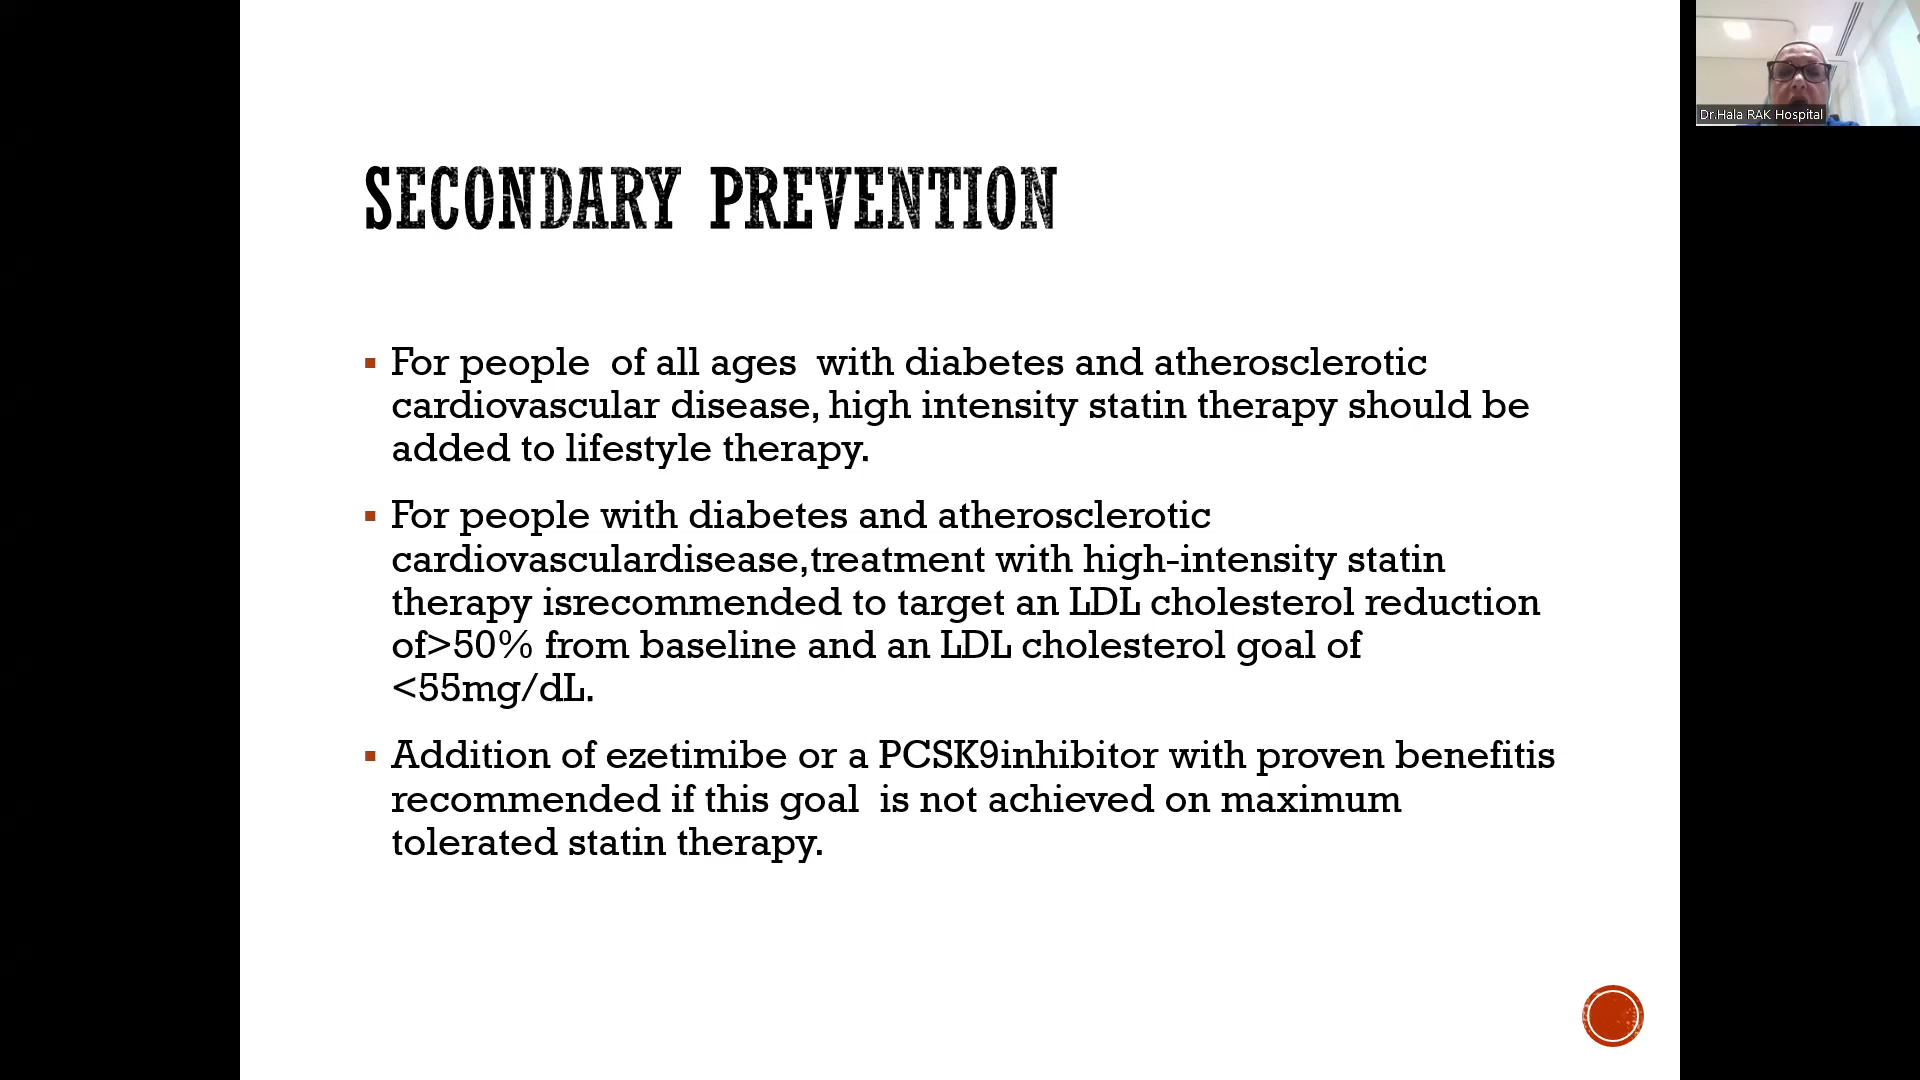 SECONDARY PREVENTION
▪ For people  of all ages  with diabetes and atherosclerotic
cardiovascular disease, high intensity statin therapy should be
added to lifestyle therapy.
▪ For people with diabetes and atherosclerotic
cardiovasculardisease,treatment with high-intensity statin
therapy isrecommended to target an LDL cholesterol reduction
of>50% from baseline and an LDL cholesterol goal of
<55mg/dL.
▪ Addition of ezetimibe or a PCSK9inhibitor with proven benefitis
recommended if this goal  is not achieved on maximum
tolerated statin therapy.
Dr.Hala RAK Hospital